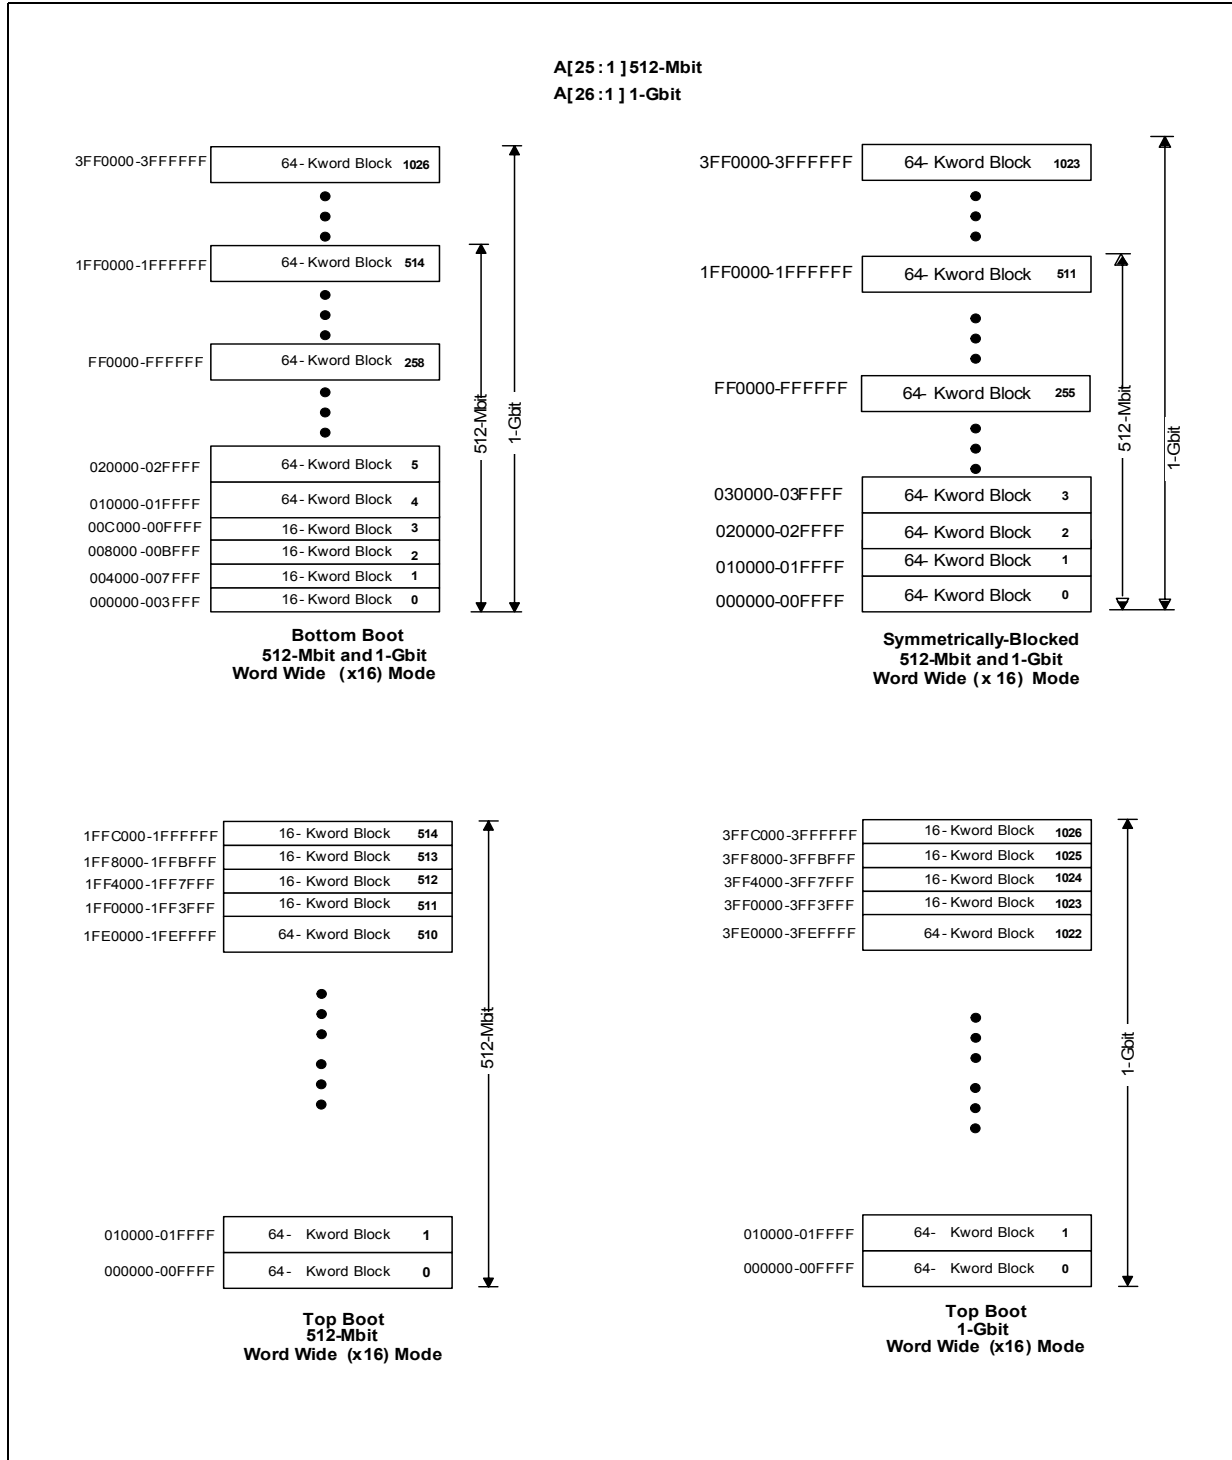 A[25:1] 512-Mbit
A[26:1] 1-Gbit
3FF0000-3FFFFFF 64-Kword Block 1026
1FF0000-1FFFFFF 64-Kword Block 514
FF0000-FFFFFF 64-Kword Block 258
020000-02FFFF 64-Kword Block 5
010000-01FFFF 64-Kword Block 4
00C000-00FFFF 16-Kword Block 3
008000-00BFFF 16-Kword Block 2
004000-007FFF 16-Kword Block 1
000000-003FFF 16-Kword Block 0
512-Mbit
1-Gbit
Bottom Boot
512-Mbit and 1-Gbit
Word Wide (x16) Mode
3FF0000-3FFFFFF 64-Kword Block 1023
1FF0000-1FFFFFF 64-Kword Block 511
FF0000-FFFFFF 64-Kword Block 255
030000-03FFFF 64-Kword Block 3
020000-02FFFF 64-Kword Block 2
010000-01FFFF 64-Kword Block 1
000000-00FFFF 64-Kword Block 0
512-Mbit
1-Gbit
Symmetrically-Blocked
512-Mbit and 1-Gbit
Word Wide (x 16) Mode
1FFC000-1FFFFFF 16-Kword Block 514
1FF8000-1FFBFFF 16-Kword Block 513
1FF4000-1FF7FFF 16-Kword Block 512
1FF0000-1FF3FFF 16-Kword Block 511
1FE0000-1FEFFFF 64-Kword Block 510
512-Mbit
010000-01FFFF 64- Kword Block 1
000000-00FFFF 64- Kword Block 0
Top Boot
512-Mbit
Word Wide (x16) Mode
3FFC000-3FFFFFF 16-Kword Block 1026
3FF8000-3FFBFFF 16-Kword Block 1025
3FF4000-3FF7FFF 16-Kword Block 1024
3FF0000-3FF3FFF 16-Kword Block 1023
3FE0000-3FEFFFF 64-Kword Block 1022
1-Gbit
010000-01FFFF 64- Kword Block 1
000000-00FFFF 64- Kword Block 0
Top Boot
1-Gbit
Word Wide (x16) Mode